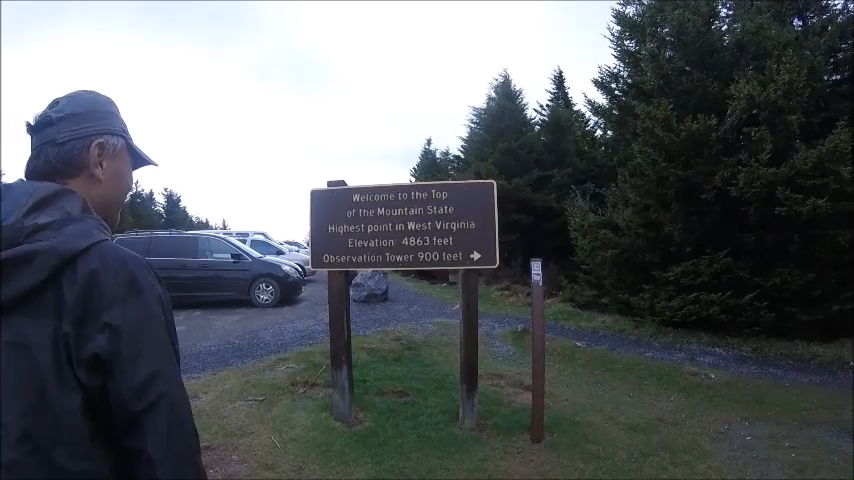 Welcome to the Top
of the Mountain State
Highest point in West Virginia
Elevation: 4863 feet
Observation Tower 900 feet →